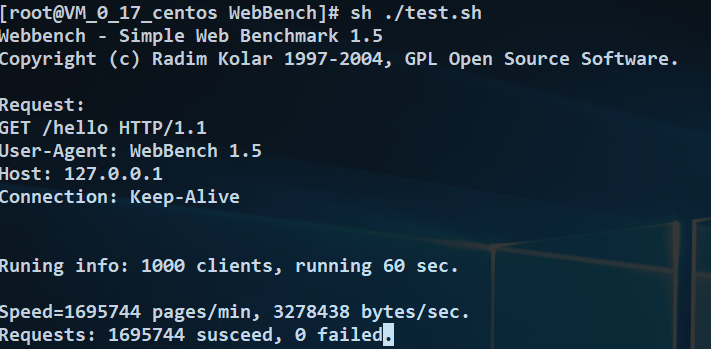 [root@VM_0_17_centos WebBench]# sh ./test.sh
Webbench - Simple Web Benchmark 1.5
Copyright (c) Radim Kolar 1997-2004, GPL Open Source Software.
Request:
GET /hello HTTP/1.1
User-Agent: WebBench 1.5
Host: 127.0.0.1
Connection: Keep-Alive
Runing info: 1000 clients, running 60 sec.
Speed=1695744 pages/min, 3278438 bytes/sec.
Requests: 1695744 susceed, 0 failed.